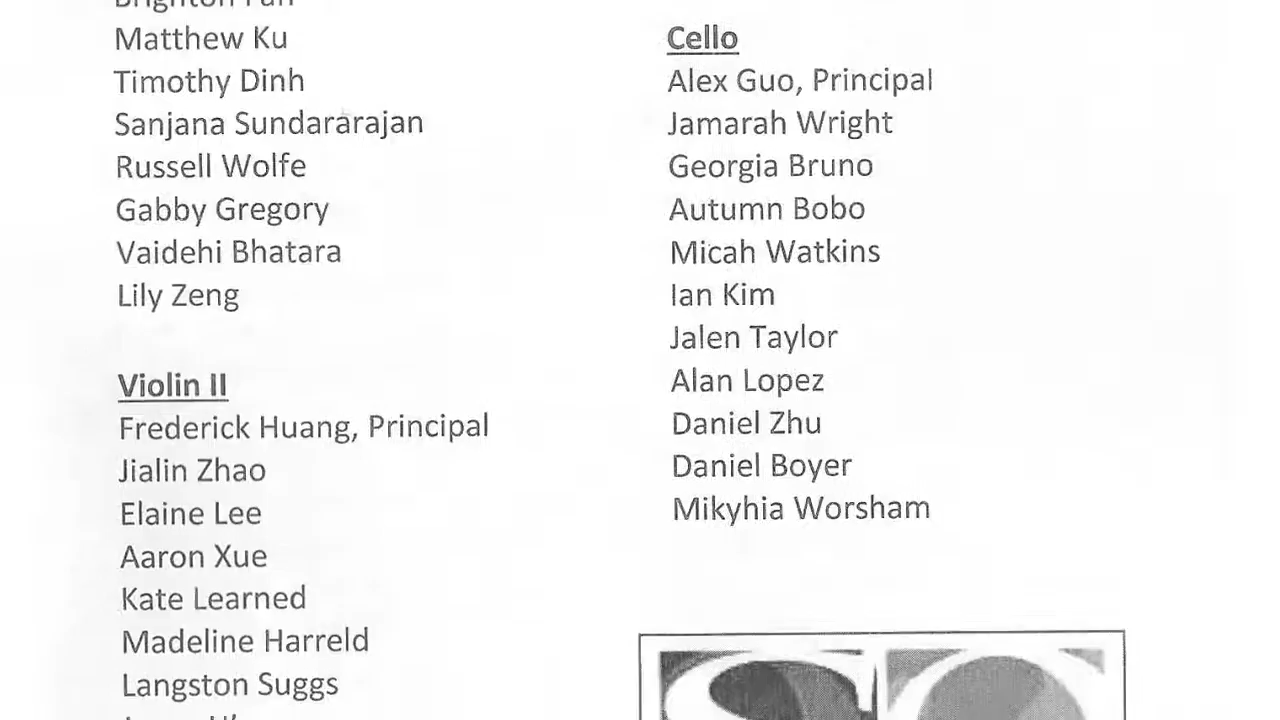 Matthew Ku
Timothy Dinh
Sanjana Sundararajan
Russell Wolfe
Gabby Gregory
Vaidehi Bhatara
Lily Zeng
Violin II
Frederick Huang, Principal
Jialin Zhao
Elaine Lee
Aaron Xue
Kate Learned
Madeline Harreld
Langston Suggs
Cello
Alex Guo, Principal
Jamarah Wright
Georgia Bruno
Autumn Bobo
Micah Watkins
Ian Kim
Jalen Taylor
Alan Lopez
Daniel Zhu
Daniel Boyer
Mikyhia Worsham